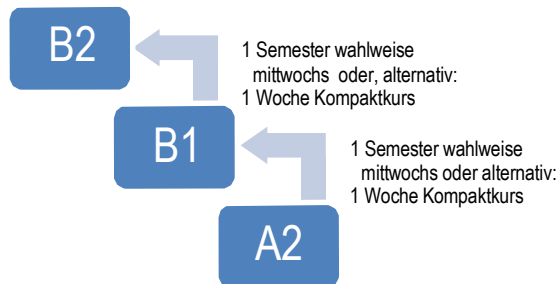 B2
1 Semester wahlweise
mittwochs oder, alternativ:
1 Woche Kompaktkurs
B1
1 Semester wahlweise
mittwochs oder alternativ:
1 Woche Kompaktkurs
A2